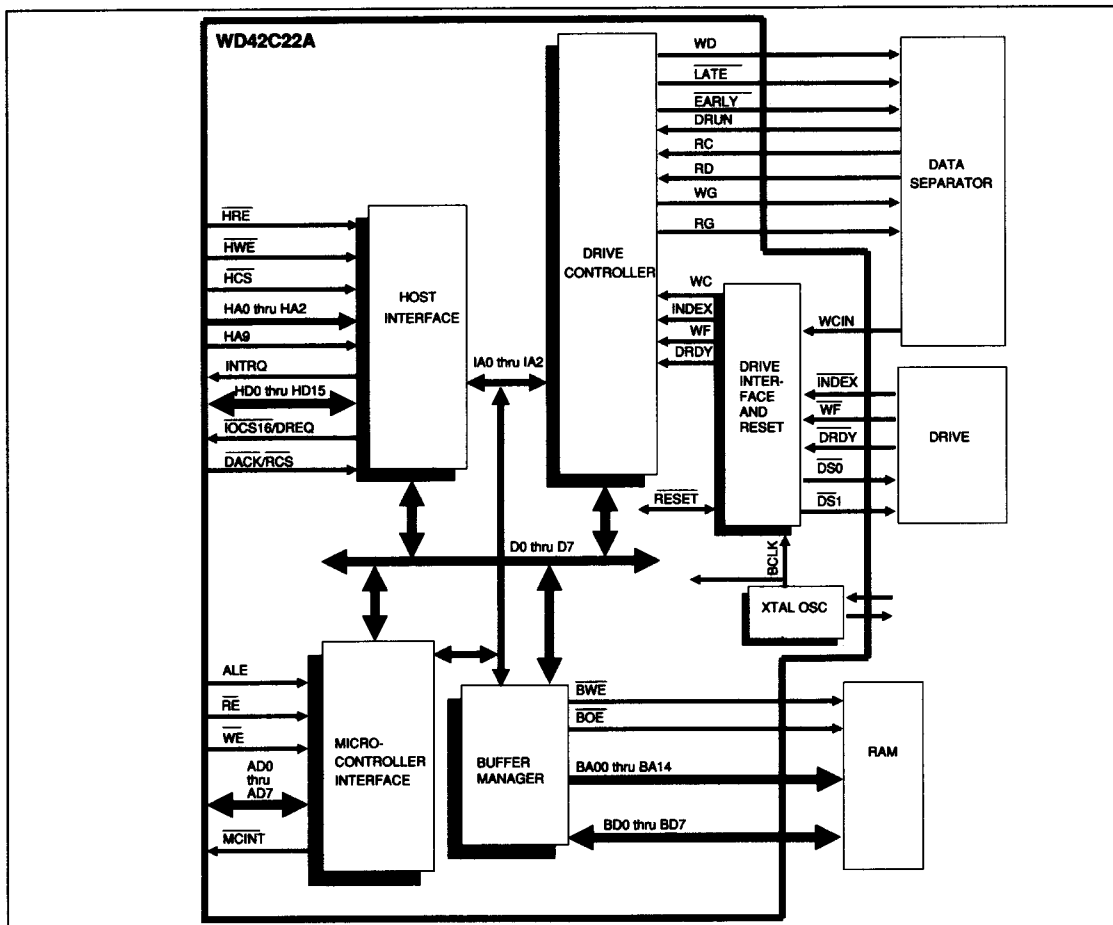 WD42C22A
WD
LATE
EARLY
DRUN
RC
RD
WG
RG
DATA
SEPARATOR
HRE
HWE
HCS
HA0 thru HA2
HA9
INTRQ
HD0 thru HD15
IOCS16/DREQ
DACK/RCS
HOST
INTERFACE
IA0 thru IA2
DRIVE
CONTROLLER
WC
INDEX
WF
DRDY
DRIVE
INTER-
FACE
AND
RESET
WCIN
INDEX
WF
DRDY
DS0
DS1
DRIVE
RESET
D0 thru D7
BCLK
XTAL OSC
ALE
RE
WE
AD0
thru
AD7
MCINT
MICRO-
CONTROLLER
INTERFACE
BUFFER
MANAGER
BWE
BOE
BA00 thru BA14
BD0 thru BD7
RAM